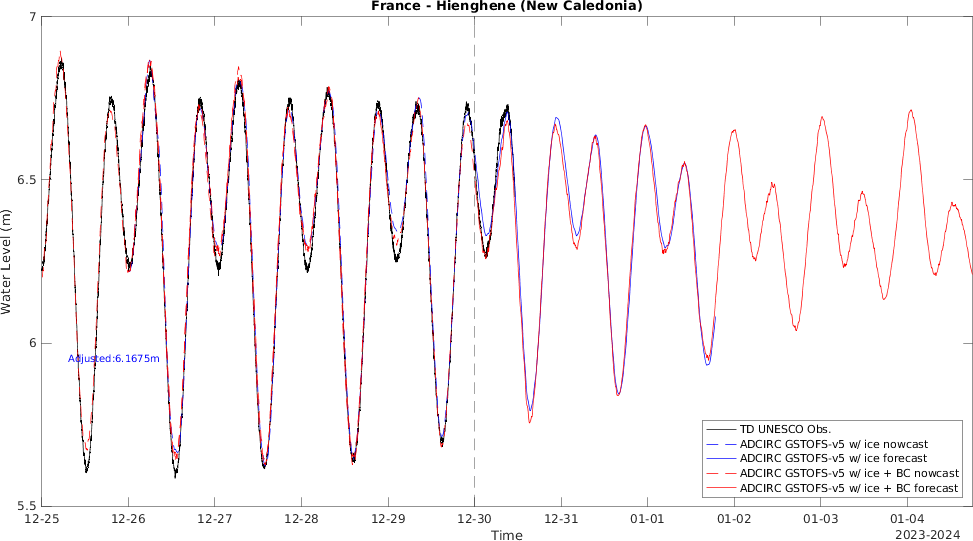 France - Hienghene (New Caledonia)
7
6.5
6
5.5
Water Level (m)
Adjusted:6.1675m
TD UNESCO Obs.
ADCIRC GSTOFS-v5 w/ ice nowcast
ADCIRC GSTOFS-v5 w/ ice forecast
ADCIRC GSTOFS-v5 w/ ice + BC nowcast
ADCIRC GSTOFS-v5 w/ ice + BC forecast
12-25 12-26 12-27 12-28 12-29 12-30 12-31 01-01 01-02 01-03 01-04
Time
2023-2024